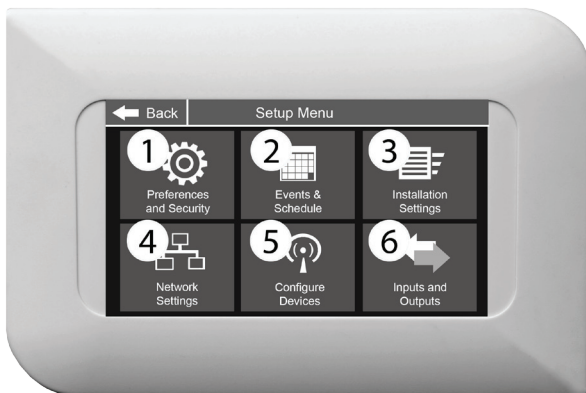 Back
Setup Menu
1
2
3
Preferences
and Security
Events &
Schedule
Installation
Settings
4
5
6
Network
Settings
Configure
Devices
Inputs and
Outputs